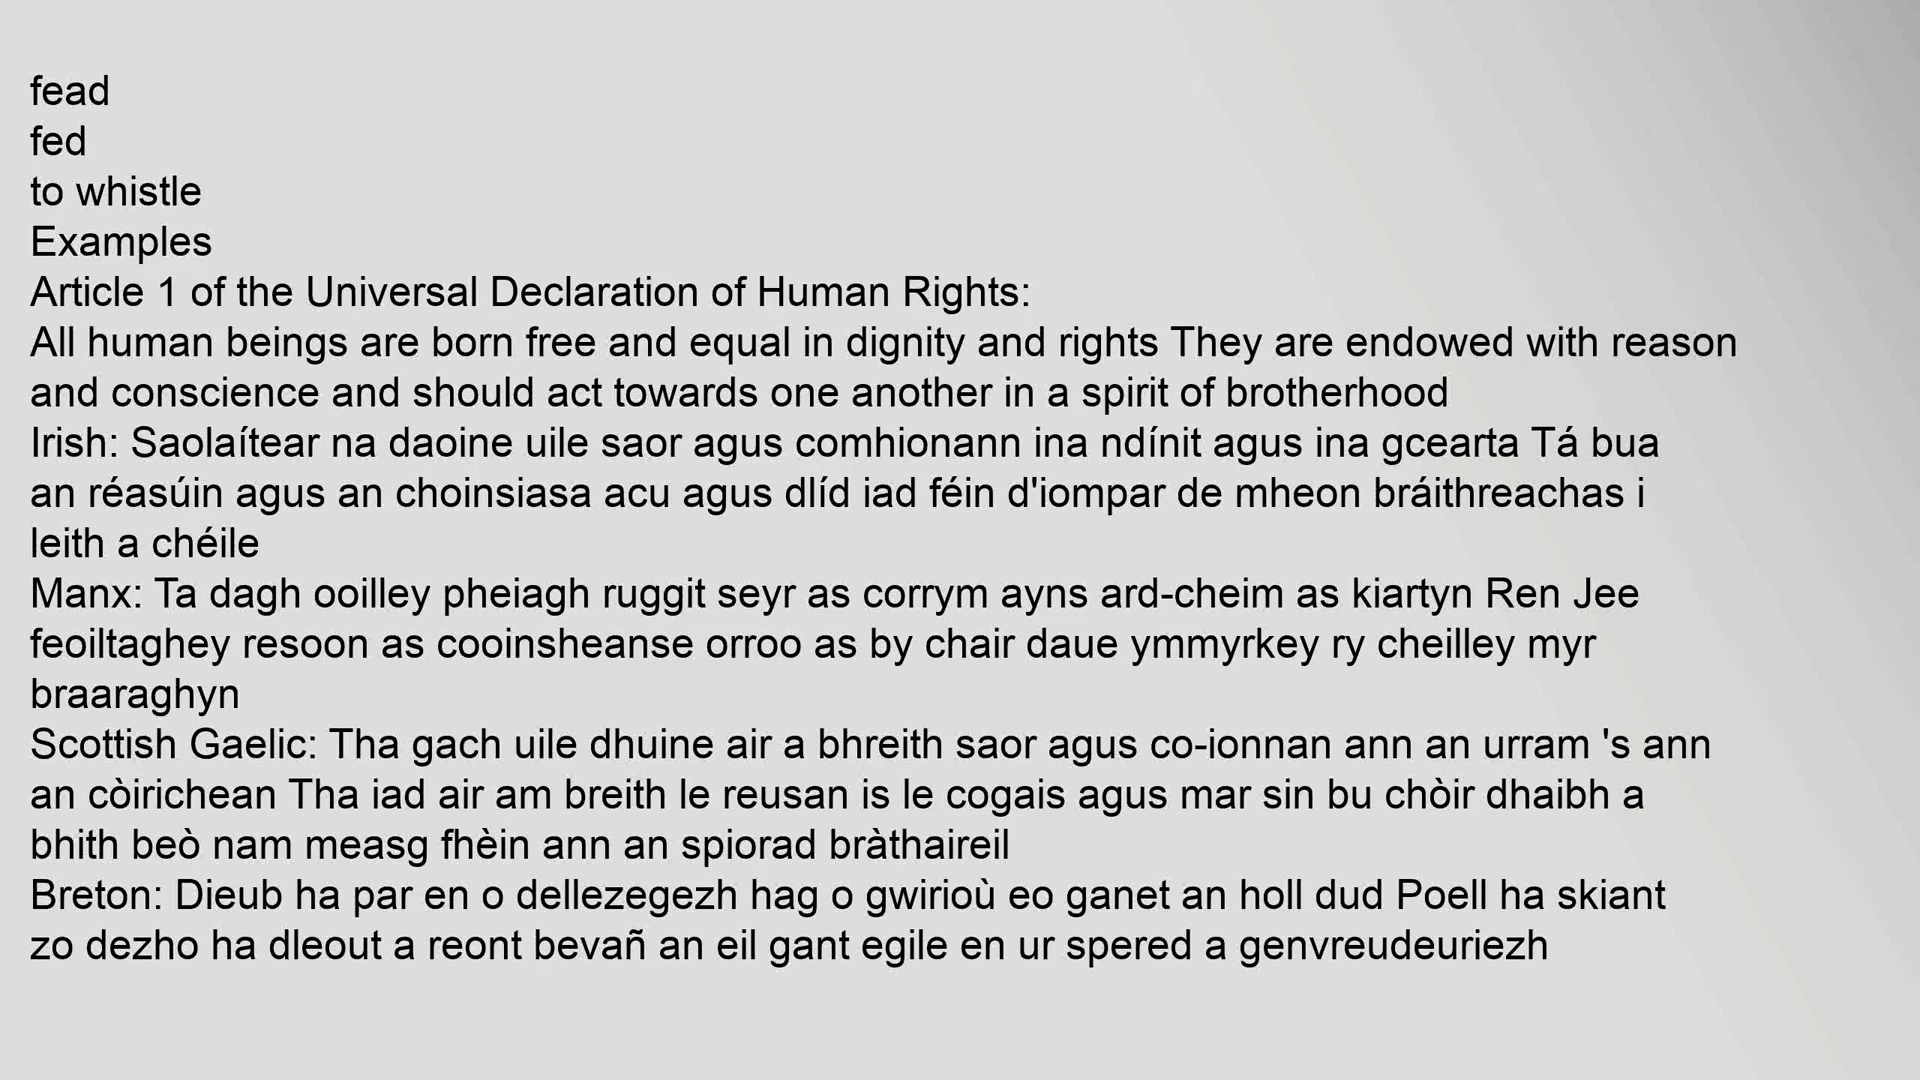 fead
fed
to whistle
Examples
Article 1 of the Universal Declaration of Human Rights:
All human beings are born free and equal in dignity and rights They are endowed with reason
and conscience and should act towards one another in a spirit of brotherhood
Irish: Saolaítear na daoine uile saor agus comhionann ina ndínit agus ina gcearta Tá bua
an réasúin agus an choinsiasa acu agus dlíd iad féin d'iompar de mheon bráithreachas i
leith a chéile
Manx: Ta dagh ooilley pheiagh ruggit seyr as corrym ayns ard-cheim as kiartyn Ren Jee
feoiltaghey resoon as cooinsheanse orroo as by chair daue ymmyrkey ry cheilley myr
braaraghyn
Scottish Gaelic: Tha gach uile dhuine air a bhreith saor agus co-ionnan ann an urram 's ann
an còirichean Tha iad air am breith le reusan is le cogais agus mar sin bu chòir dhaibh a
bhith beò nam measg fhèin ann an spiorad bràthaireil
Breton: Dieub ha par en o dellezegezh hag o gwirioù eo ganet an holl dud Poell ha skiant
zo dezho ha dleout a reont bevañ an eil gant egile en ur spered a genvreudeuriezh